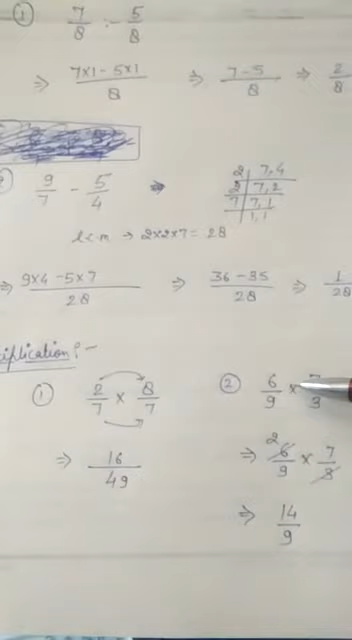 ① 7/8 - 5/8
⇒ 7×1-5×1/8 ⇒ 7-5/8 ⇒ 2/8
9/7 - 5/4
2 | 7,4
2 | 7,2
7 | 7,1
1,1
lcm → 2×2×7 = 28
⇒ 9×4-5×7/28 ⇒ 36-35/28 ⇒ 1/28
iplication :-
① 2/7 × 8/7
⇒ 16/49
② 6/9 × 7/3
⇒ 2 6/9 × 7/3
⇒ 14/9